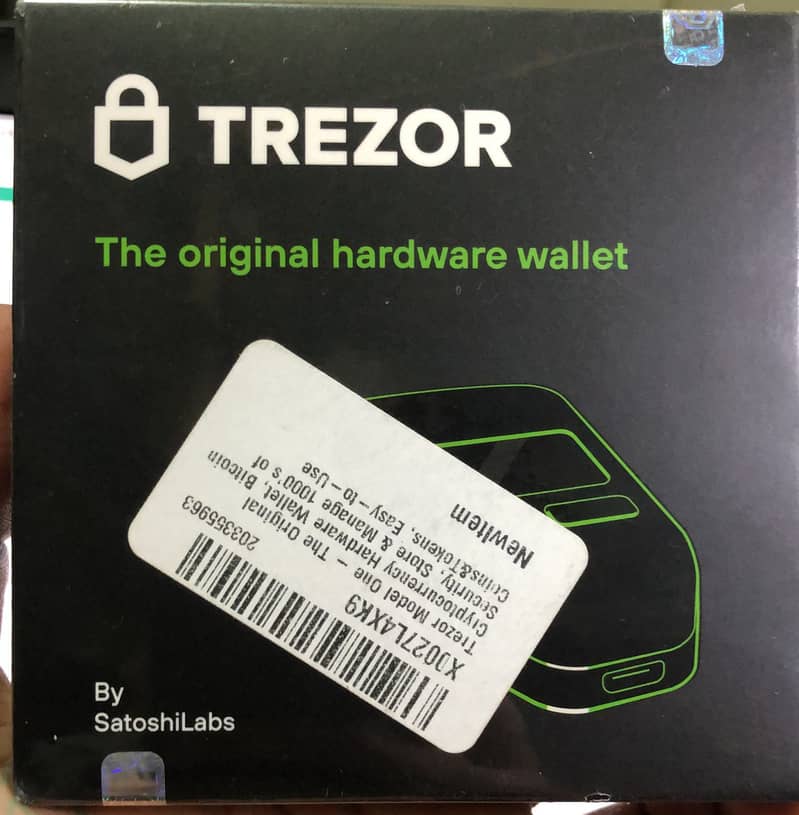 TREZOR
The original hardware wallet
XD027L4XK9
Trezor Model One – The Original
Cryptocurrency Hardware Wallet, Bitcoin
Security, Store & Manage 1000's of
Coins&Tokens, Easy – to – Use
NewItem
203355963
By
SatoshiLabs